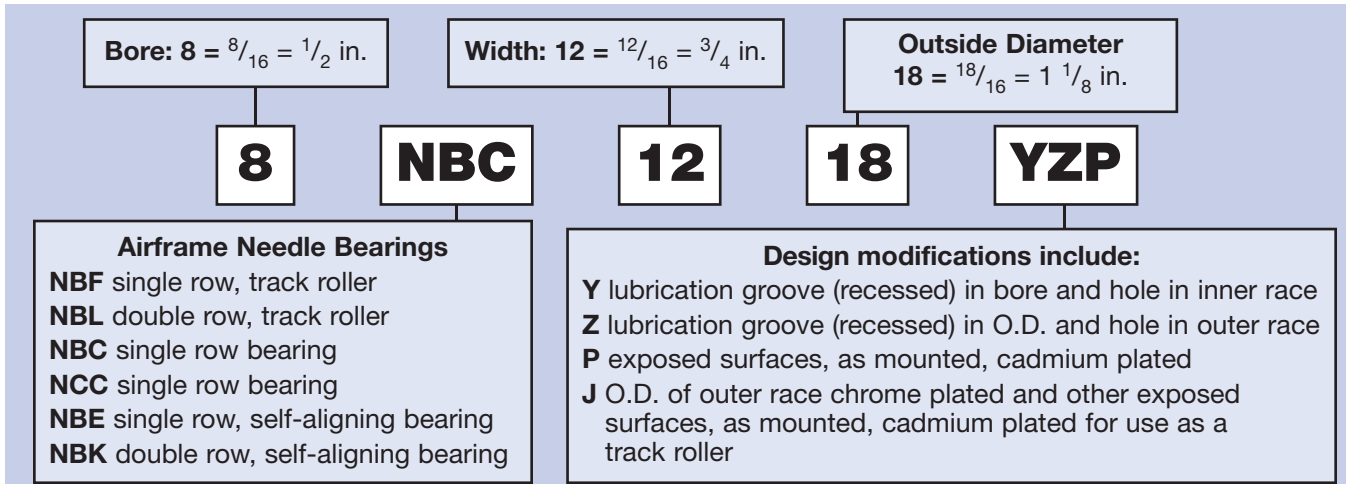 Bore: 8 = 8/16 = 1/2 in.
Width: 12 = 12/16 = 3/4 in.
Outside Diameter
18 = 18/16 = 1 1/8 in.
8 NBC 12 18 YZP
Airframe Needle Bearings
NBF single row, track roller
NBL double row, track roller
NBC single row bearing
NCC single row bearing
NBE single row, self-aligning bearing
NBK double row, self-aligning bearing
Design modifications include:
Y lubrication groove (recessed) in bore and hole in inner race
Z lubrication groove (recessed) in O.D. and hole in outer race
P exposed surfaces, as mounted, cadmium plated
J O.D. of outer race chrome plated and other exposed
surfaces, as mounted, cadmium plated for use as a
track roller